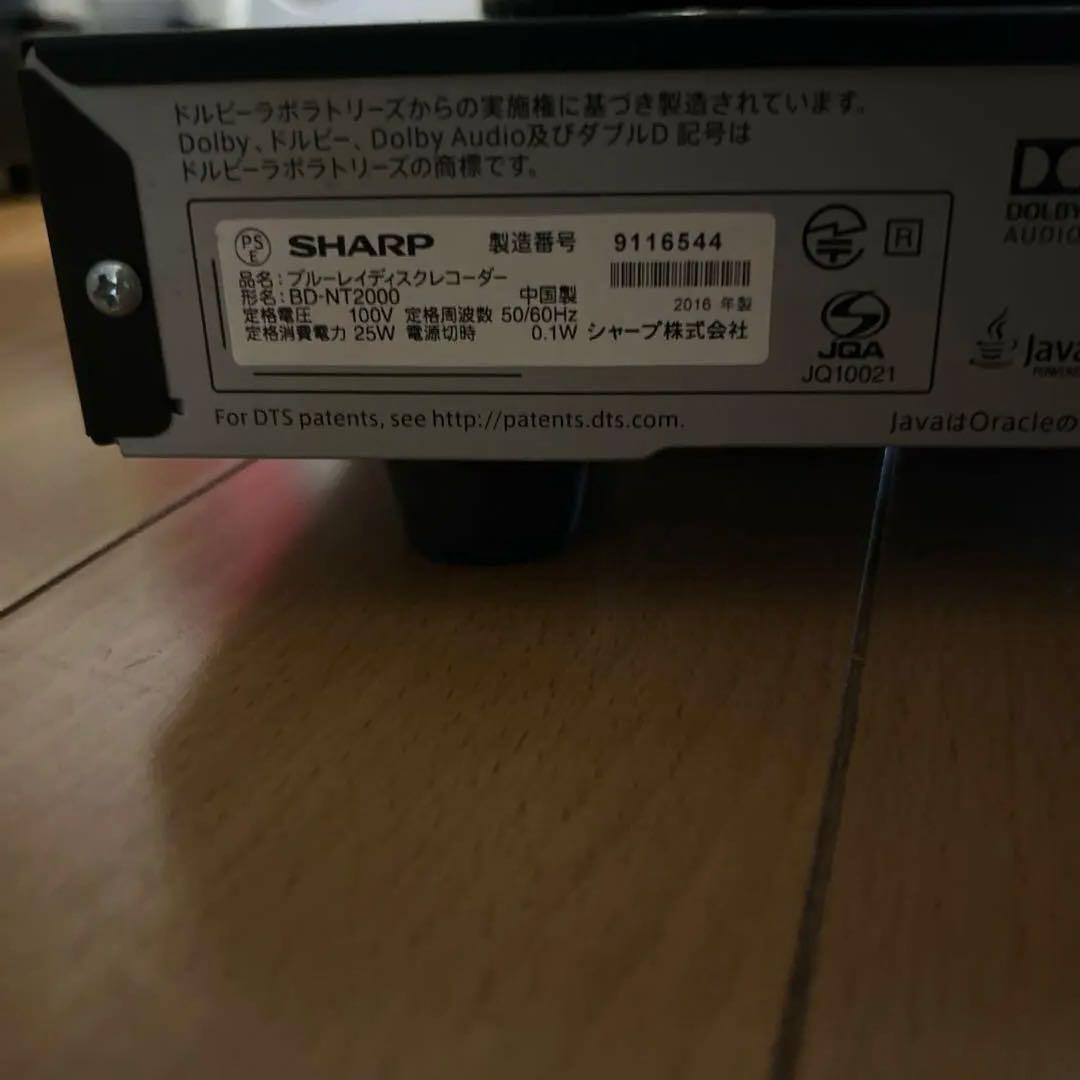 ドルビーラボラトリーズからの実施権に基づき製造されています。
Dolby、ドルビー、Dolby Audio及びダブルD 記号は
ドルビーラボラトリーズの商標です。
PS
E
SHARP 製造番号 9116544
品名:ブルーレイディスクレコーダー
形名:BD-NT2000 中国製
2016 年製
定格電圧 100V 定格周波数 50/60Hz
定格消費電力 25W 電源切時 0.1W シャープ株式会社
R
JQA
JQ10021
DOLBY
AUDIO
Java
POWERED
For DTS patents, see http://patents.dts.com.
JavaはOracleの